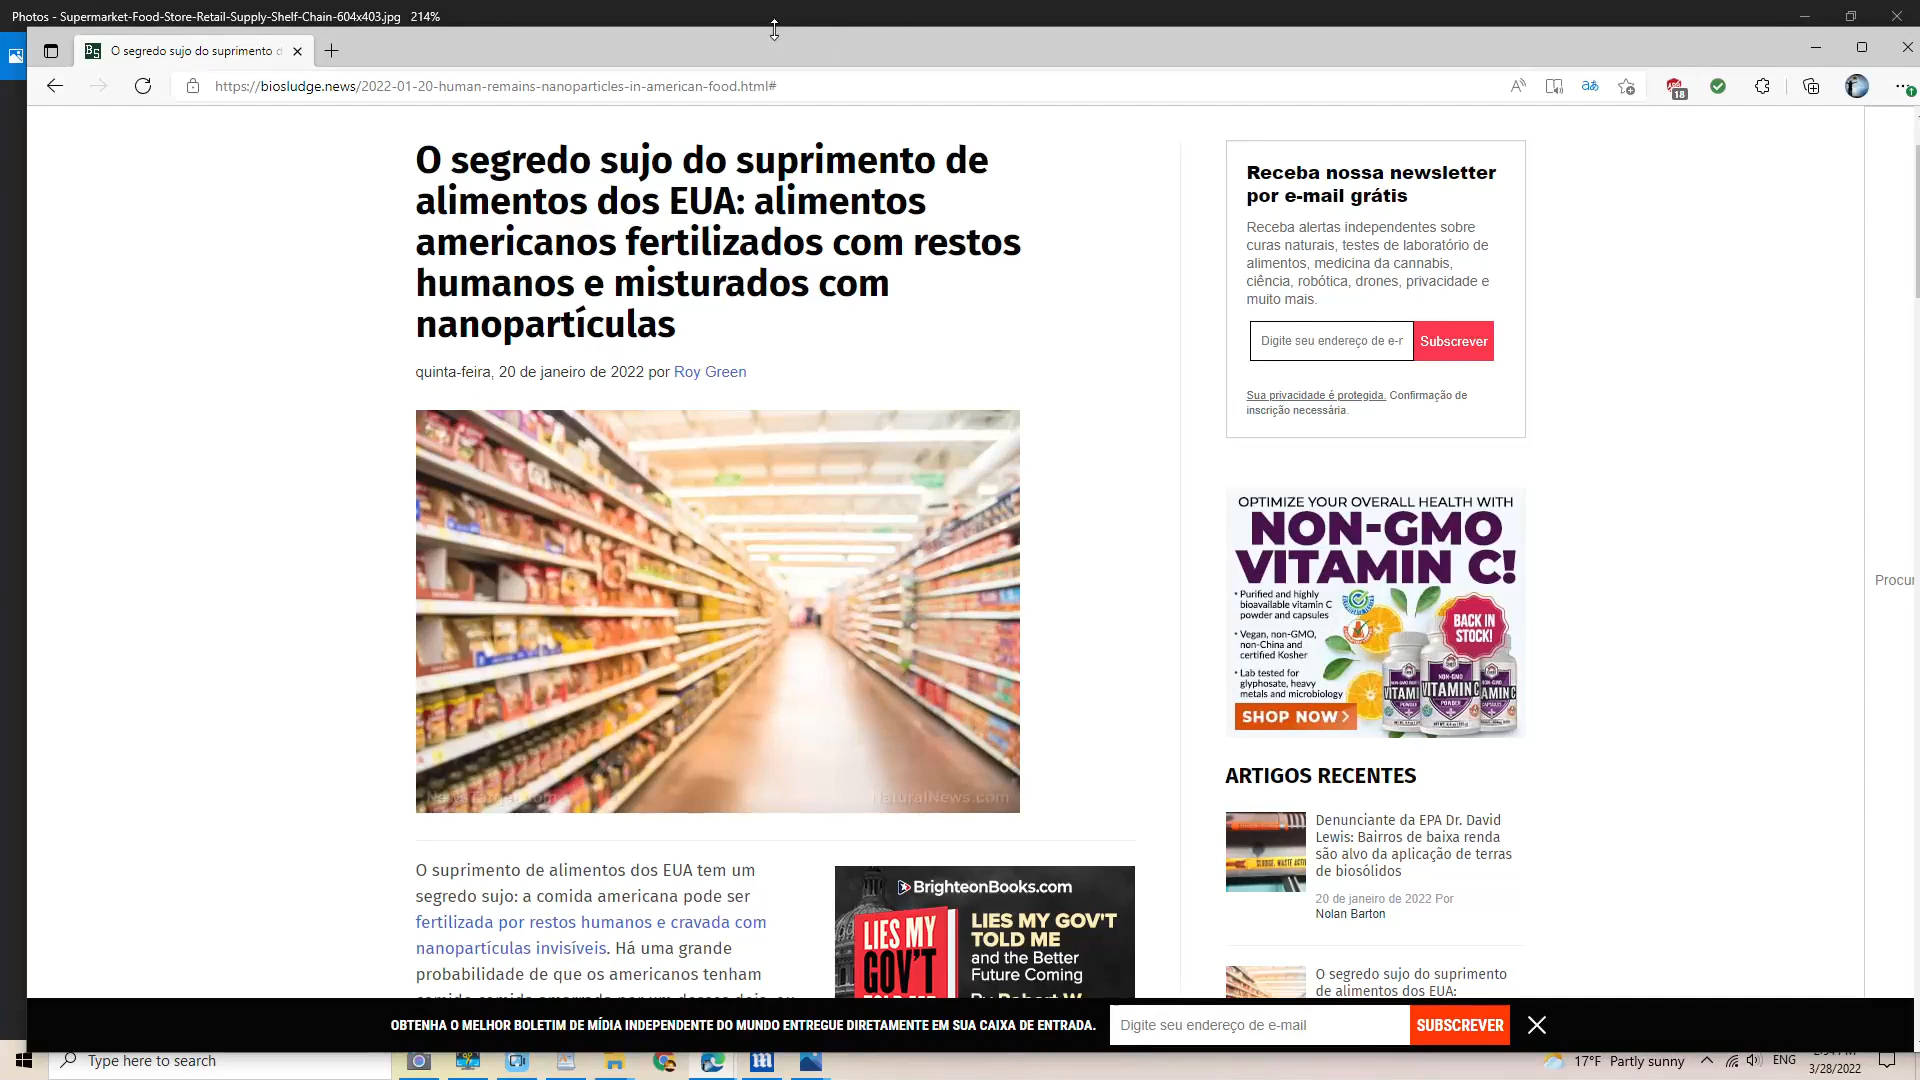 Photos - Supermarket-Food-Store-Retail-Supply-Shelf-Chain-604x403.jpg 214%
O segredo sujo do suprimento d
https://biosludge.news/2022-01-20-human-remains-nanoparticles-in-american-food.html#
18
O segredo sujo do suprimento de
alimentos dos EUA: alimentos
americanos fertilizados com restos
humanos e misturados com
nanopartículas
quinta-feira, 20 de janeiro de 2022 por Roy Green
NaturalNews.com
O suprimento de alimentos dos EUA tem um
segredo sujo: a comida americana pode ser
fertilizada por restos humanos e cravada com
nanopartículas invisíveis. Há uma grande
probabilidade de que os americanos tenham
BrighteonBooks.com
LIES MY
GOV'T
LIES MY GOV'T
TOLD ME
and the Better
Future Coming
Receba nossa newsletter
por e-mail grátis
Receba alertas independentes sobre
curas naturais, testes de laboratório de
alimentos, medicina da cannabis,
ciência, robótica, drones, privacidade e
muito mais.
Digite seu endereço de e-r
Subscrever
Sua privacidade é protegida. Confirmação de
inscrição necessária.
OPTIMIZE YOUR OVERALL HEALTH WITH
NON-GMO
VITAMIN C!
• Purified and highly
bioavailable vitamin C
powder and capsules
• Vegan, non-GMO,
non-China and
certified Kosher
• Lab tested for
glyphosate, heavy
metals and microbiology
BACK IN
STOCK!
SHOP NOW
NON-GMO
VITAMIN C
ARTIGOS RECENTES
Denunciante da EPA Dr. David
Lewis: Bairros de baixa renda
são alvo da aplicação de terras
de biosólidos
20 de janeiro de 2022 Por
Nolan Barton
O segredo sujo do suprimento
de alimentos dos EUA:
Procur
OBTENHA O MELHOR BOLETIM DE MÍDIA INDEPENDENTE DO MUNDO ENTREGUE DIRETAMENTE EM SUA CAIXA DE ENTRADA.
Digite seu endereço de e-mail
SUBSCREVER
Type here to search
17°F Partly sunny
ENG
3/28/2022